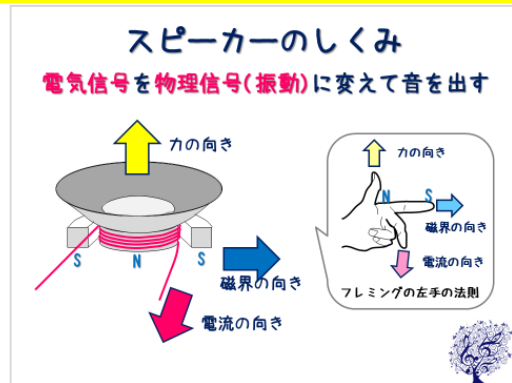 スピーカーのしくみ
電気信号を物理信号(振動)に変えて音を出す
力の向き
S
N
S
磁界の向き
電流の向き
力の向き
N
S
磁界の向き
電流の向き
フレミングの左手の法則